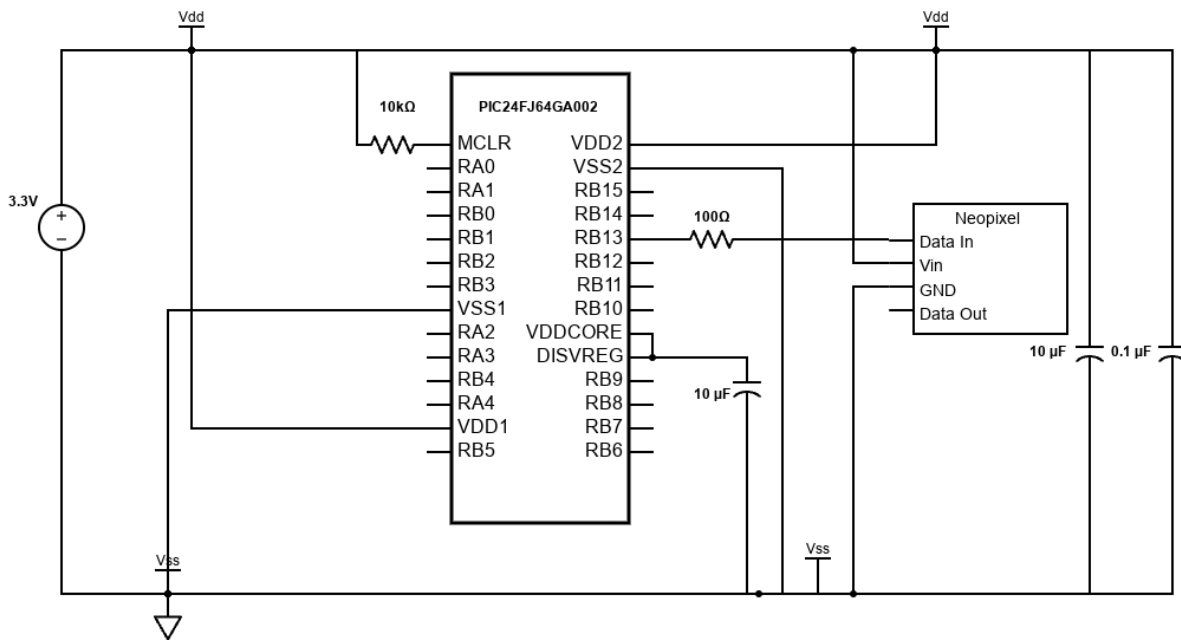 Vdd
Vdd
PIC24FJ64GA002
10kΩ
MCLR
VDD2
RA0
VSS2
RA1
RB15
3.3V
RB0
RB14
100Ω
Neopixel
RB1
RB13
Data In
RB2
RB12
Vin
RB3
RB11
GND
VSS1
RB10
Data Out
RA2
VDDCORE
RA3
DISVREG
10 µF
0.1 µF
RB4
RB9
10 µF
RA4
RB8
VDD1
RB7
RB5
RB6
Vss
Vss
+
−